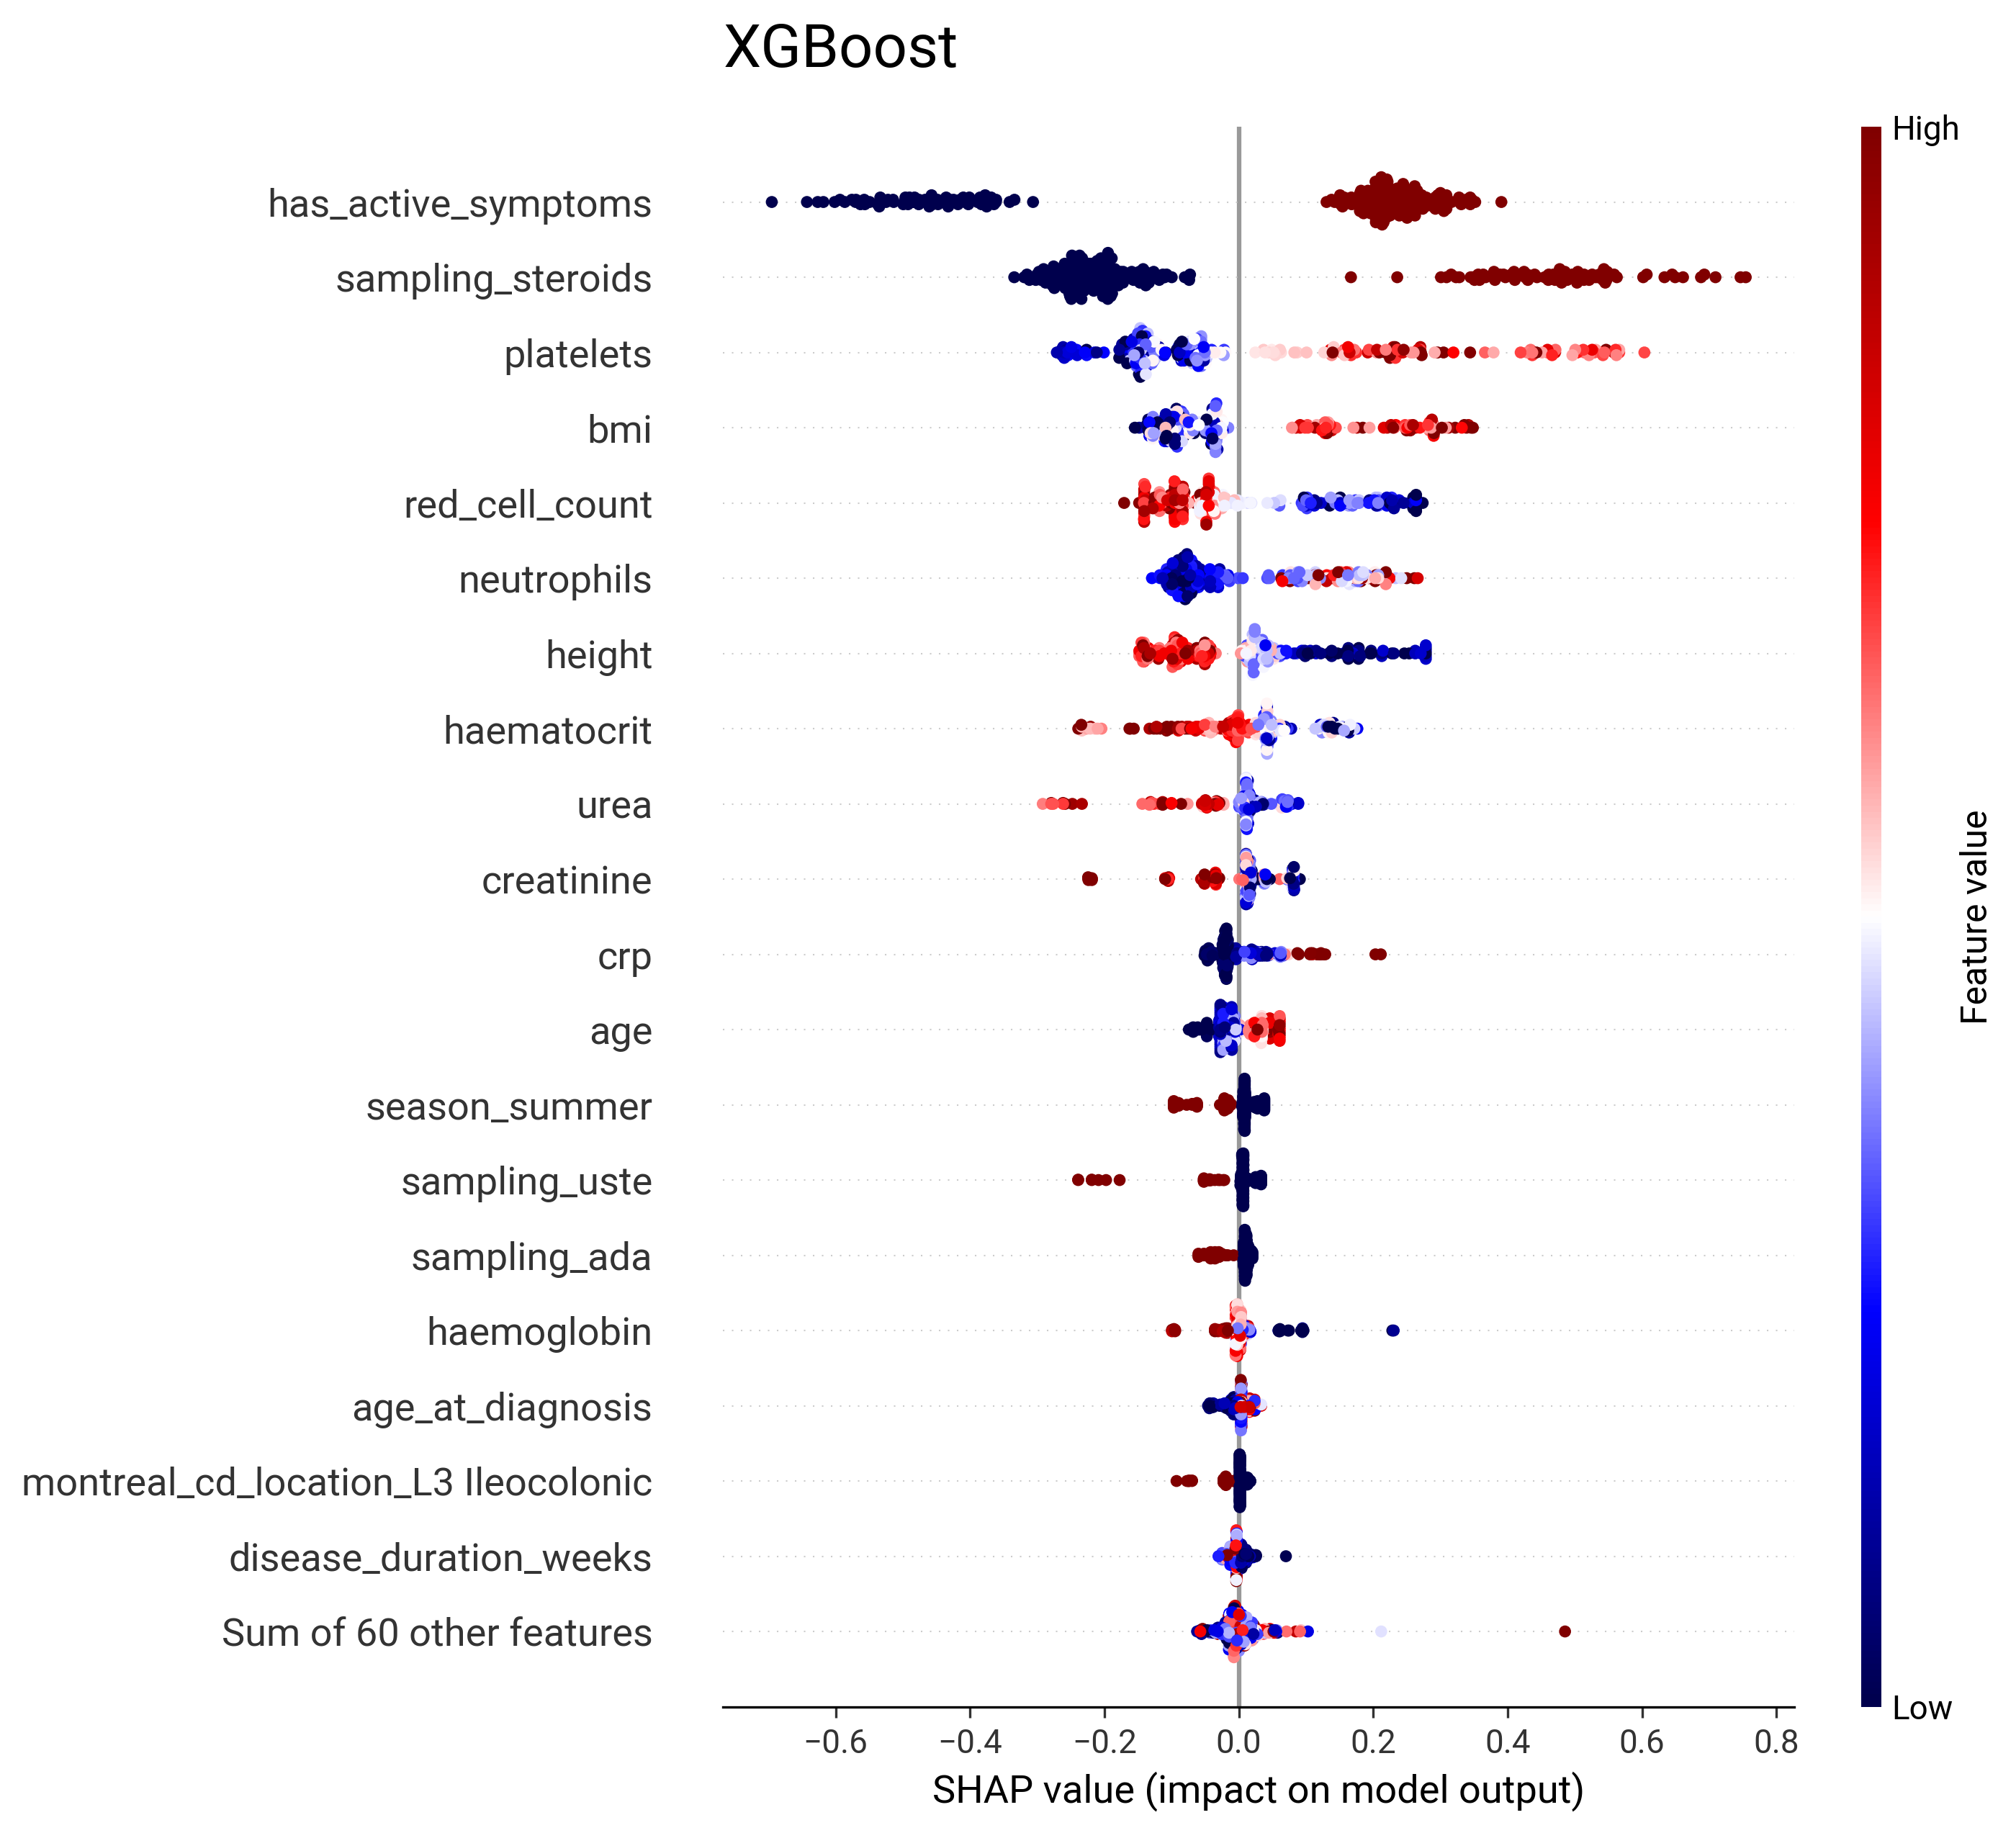 XGBoost
High
has_active_symptoms
sampling_steroids
platelets
bmi
red_cell_count
neutrophils
height
haematocrit
urea
creatinine
crp
age
season_summer
sampling_uste
sampling_ada
haemoglobin
age_at_diagnosis
montreal_cd_location_L3 Ileocolonic
disease_duration_weeks
Sum of 60 other features
Feature value
Low
−0.6 −0.4 −0.2 0.0 0.2 0.4 0.6 0.8
SHAP value (impact on model output)